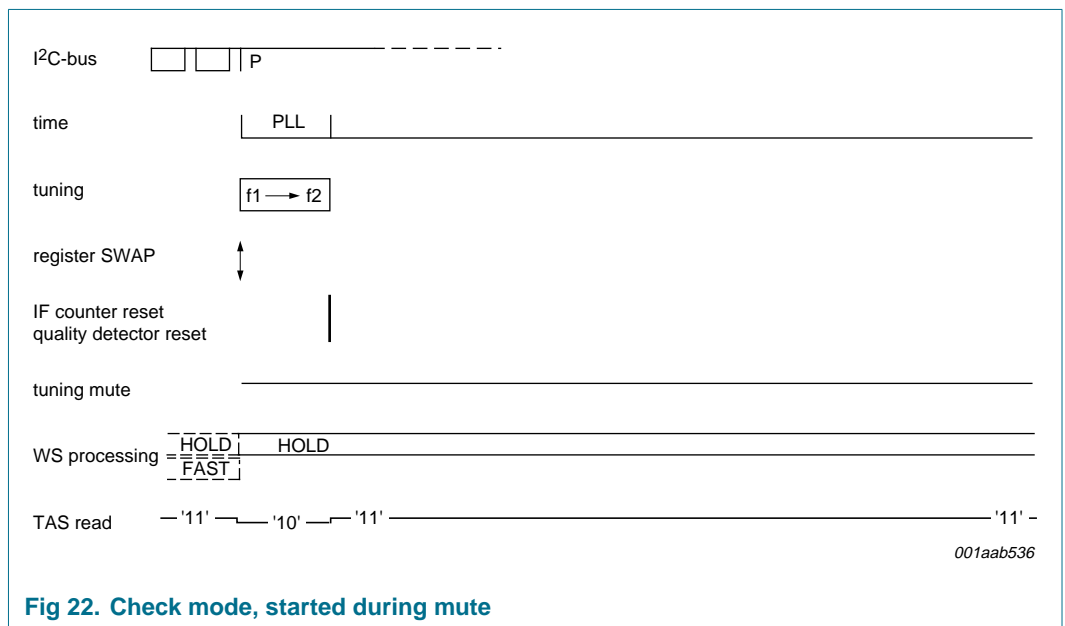 I2C-bus P
time PLL
tuning f1 → f2
register SWAP
IF counter reset
quality detector reset
tuning mute
HOLD HOLD
WS processing
FAST
TAS read '11' '10' '11' '11'
001aab536
Fig 22. Check mode, started during mute